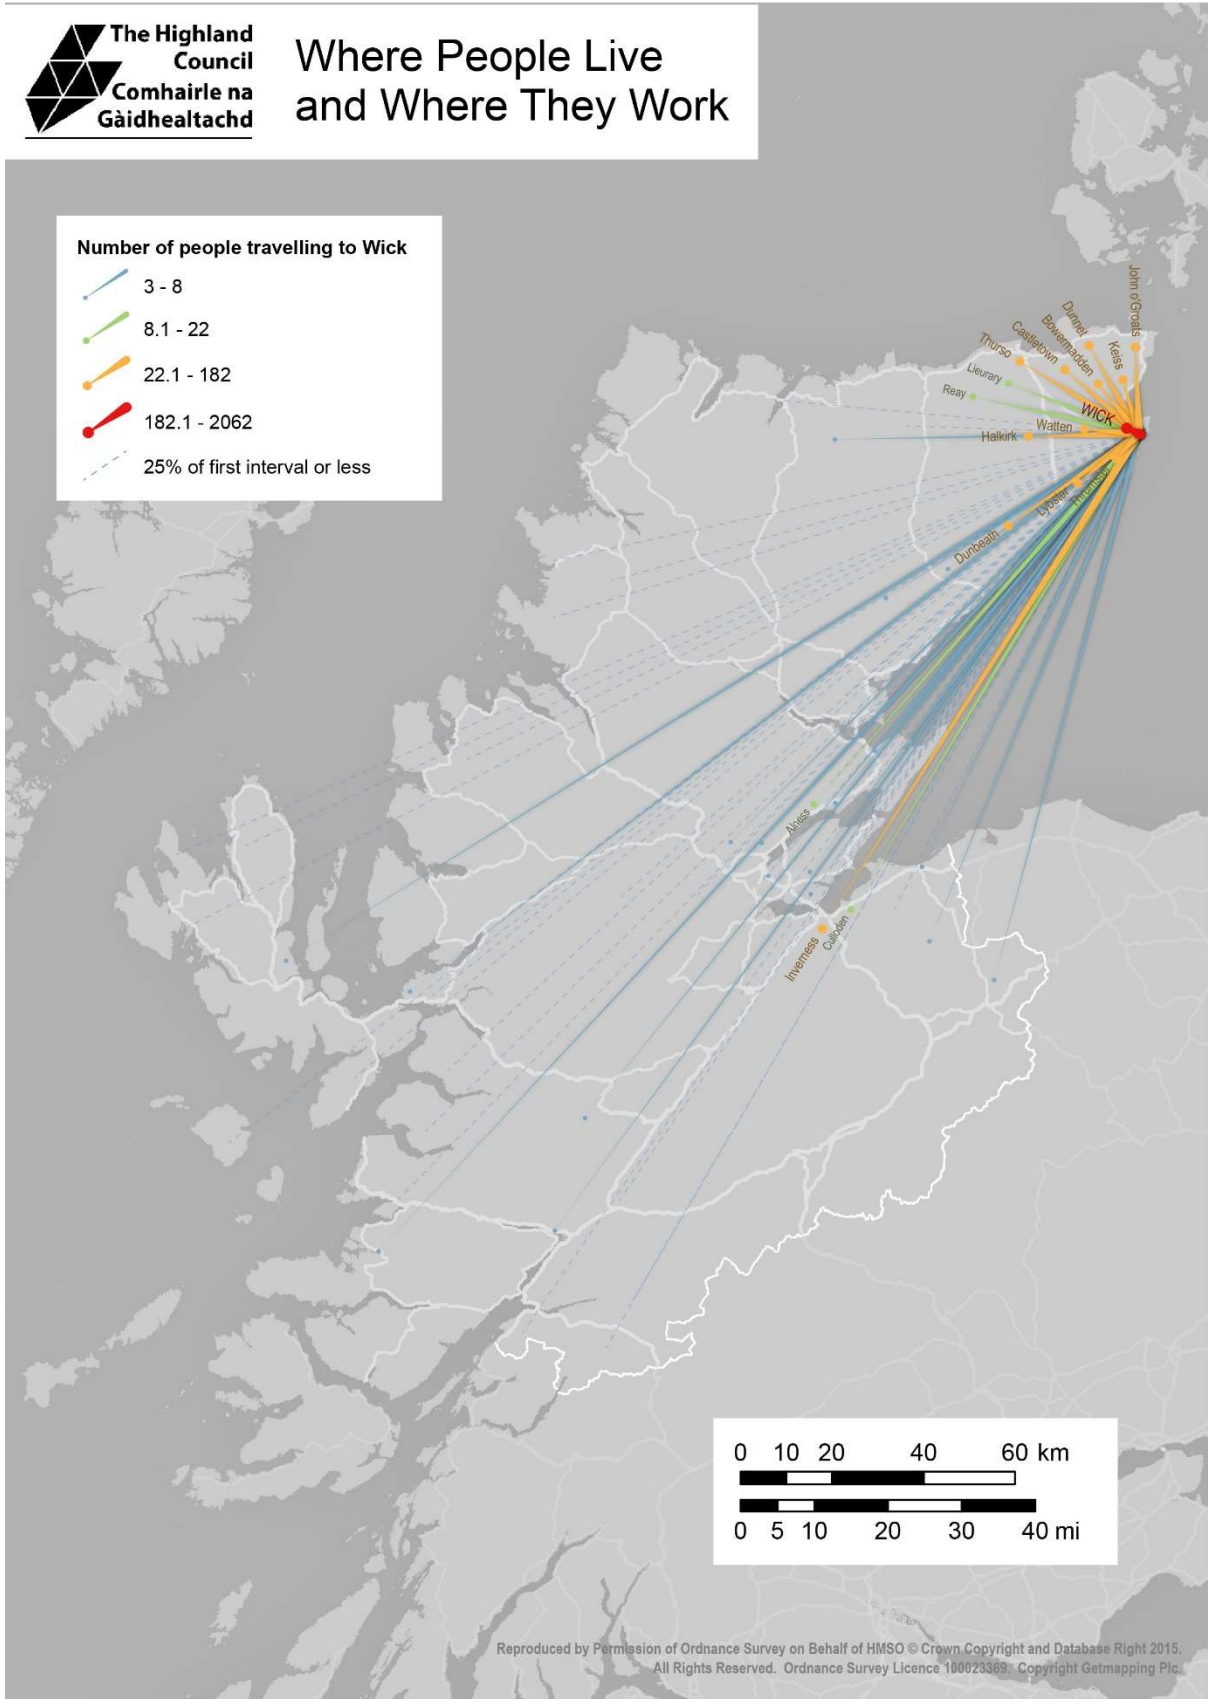 The Highland
Council
Comhairle na
Gàidhealtachd
Where People Live
and Where They Work
Number of people travelling to Wick
3 - 8
8.1 - 22
22.1 - 182
182.1 - 2062
25% of first interval or less
John o'Groats
Dunnet
Bowermadden
Castletown
Keiss
Thurso
Lieurary
Reay
WICK
Watten
Halkirk
Lybster
Dunbeath
Alness
Culloden
Inverness
0 10 20 40 60 km
0 5 10 20 30 40 mi
Reproduced by Permission of Ordnance Survey on Behalf of HMSO © Crown Copyright and Database Right 2015.
All Rights Reserved. Ordnance Survey Licence 100023369. Copyright Getmapping Plc.